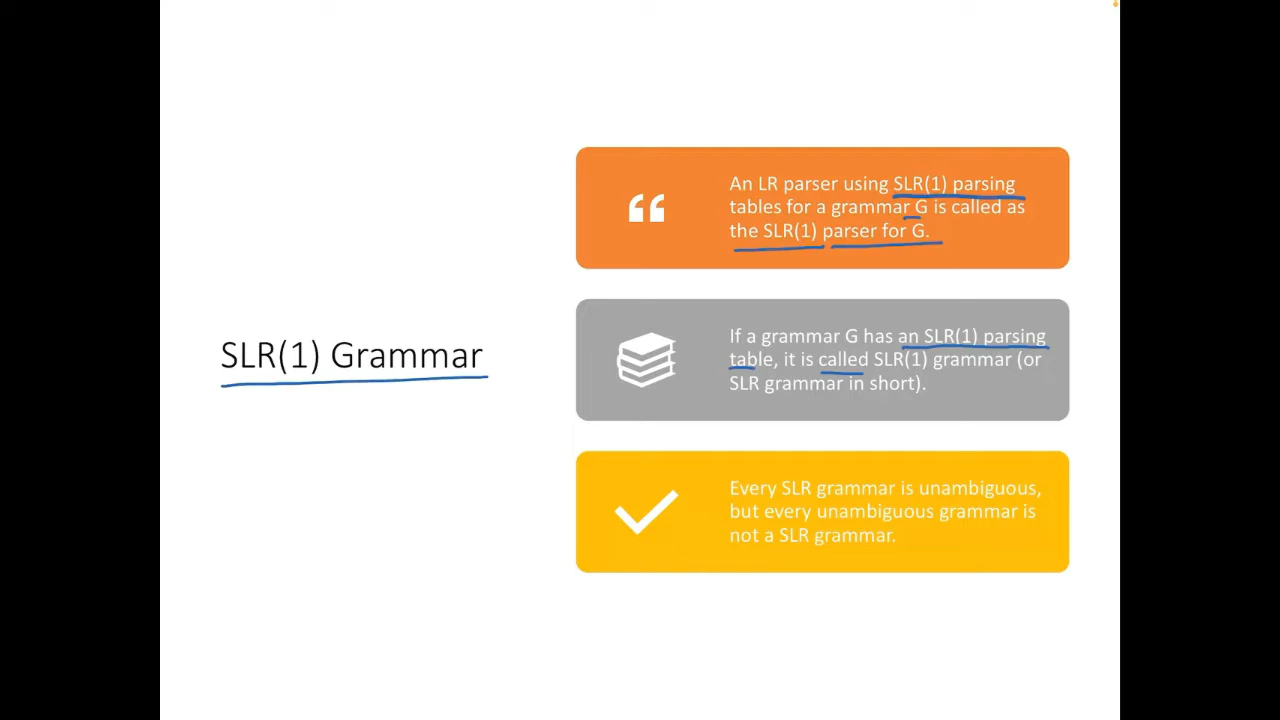 SLR(1) Grammar
An LR parser using SLR(1) parsing
tables for a grammar G is called as
the SLR(1) parser for G.
If a grammar G has an SLR(1) parsing
table, it is called SLR(1) grammar (or
SLR grammar in short).
Every SLR grammar is unambiguous,
but every unambiguous grammar is
not a SLR grammar.